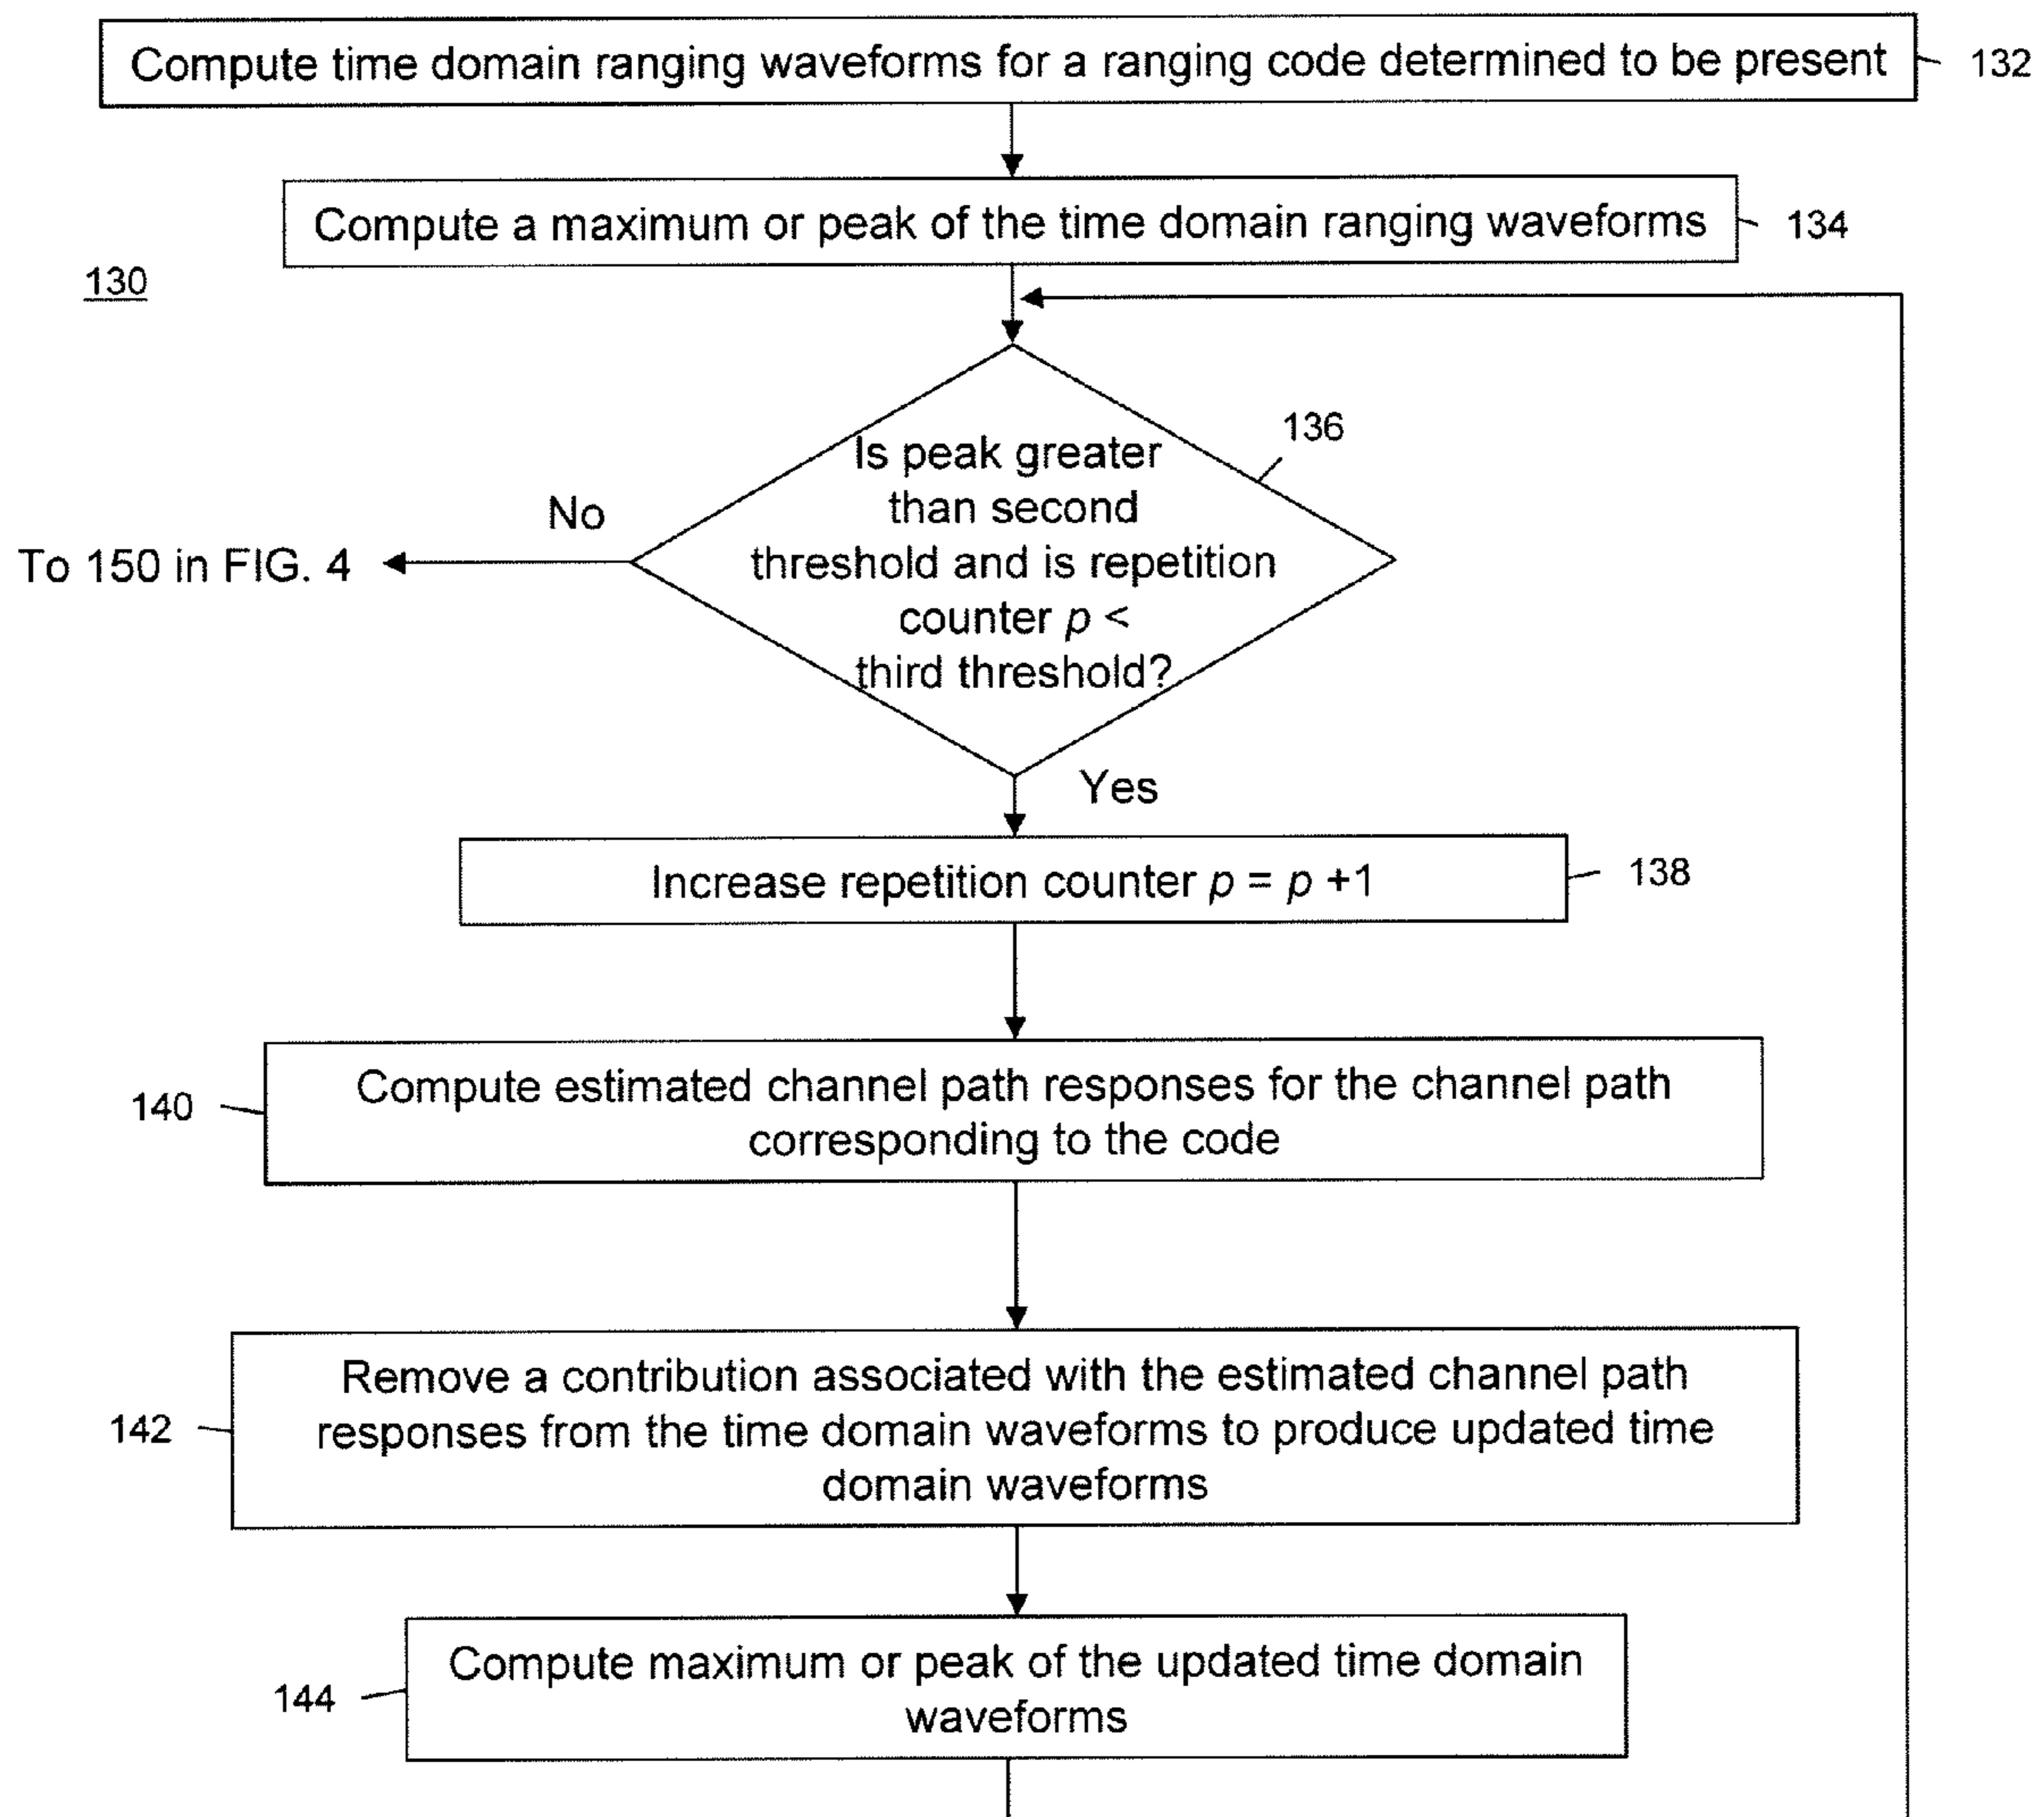 Compute time domain ranging waveforms for a ranging code determined to be present
132
Compute a maximum or peak of the time domain ranging waveforms
134
130
136
Is peak greater
than second
threshold and is repetition
counter p <
third threshold?
No
To 150 in FIG. 4
Yes
Increase repetition counter p = p +1
138
140
Compute estimated channel path responses for the channel path
corresponding to the code
142
Remove a contribution associated with the estimated channel path
responses from the time domain waveforms to produce updated time
domain waveforms
144
Compute maximum or peak of the updated time domain
waveforms